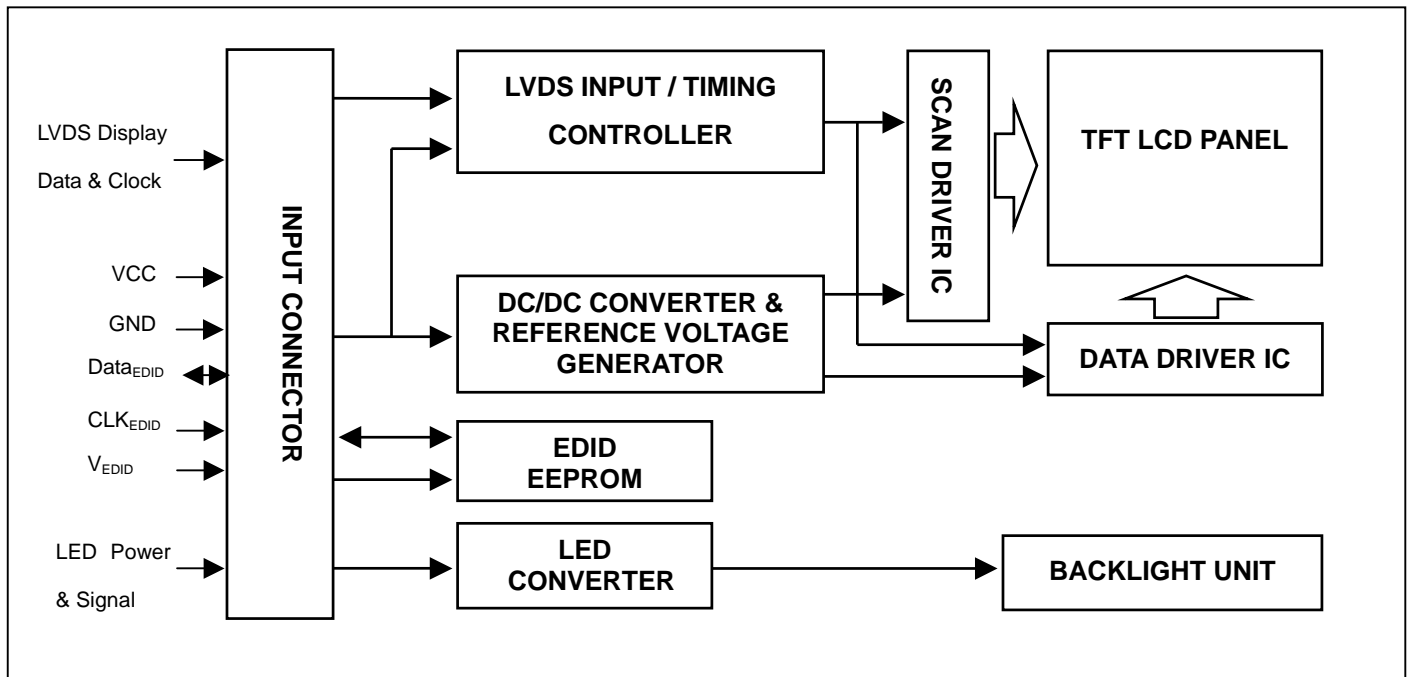 LVDS Display
Data & Clock
VCC
GND
DataEDID
CLKEDID
VEDID
LED Power
& Signal
INPUT CONNECTOR
LVDS INPUT / TIMING
CONTROLLER
DC/DC CONVERTER &
REFERENCE VOLTAGE
GENERATOR
EDID
EEPROM
LED
CONVERTER
SCAN DRIVER IC
TFT LCD PANEL
DATA DRIVER IC
BACKLIGHT UNIT